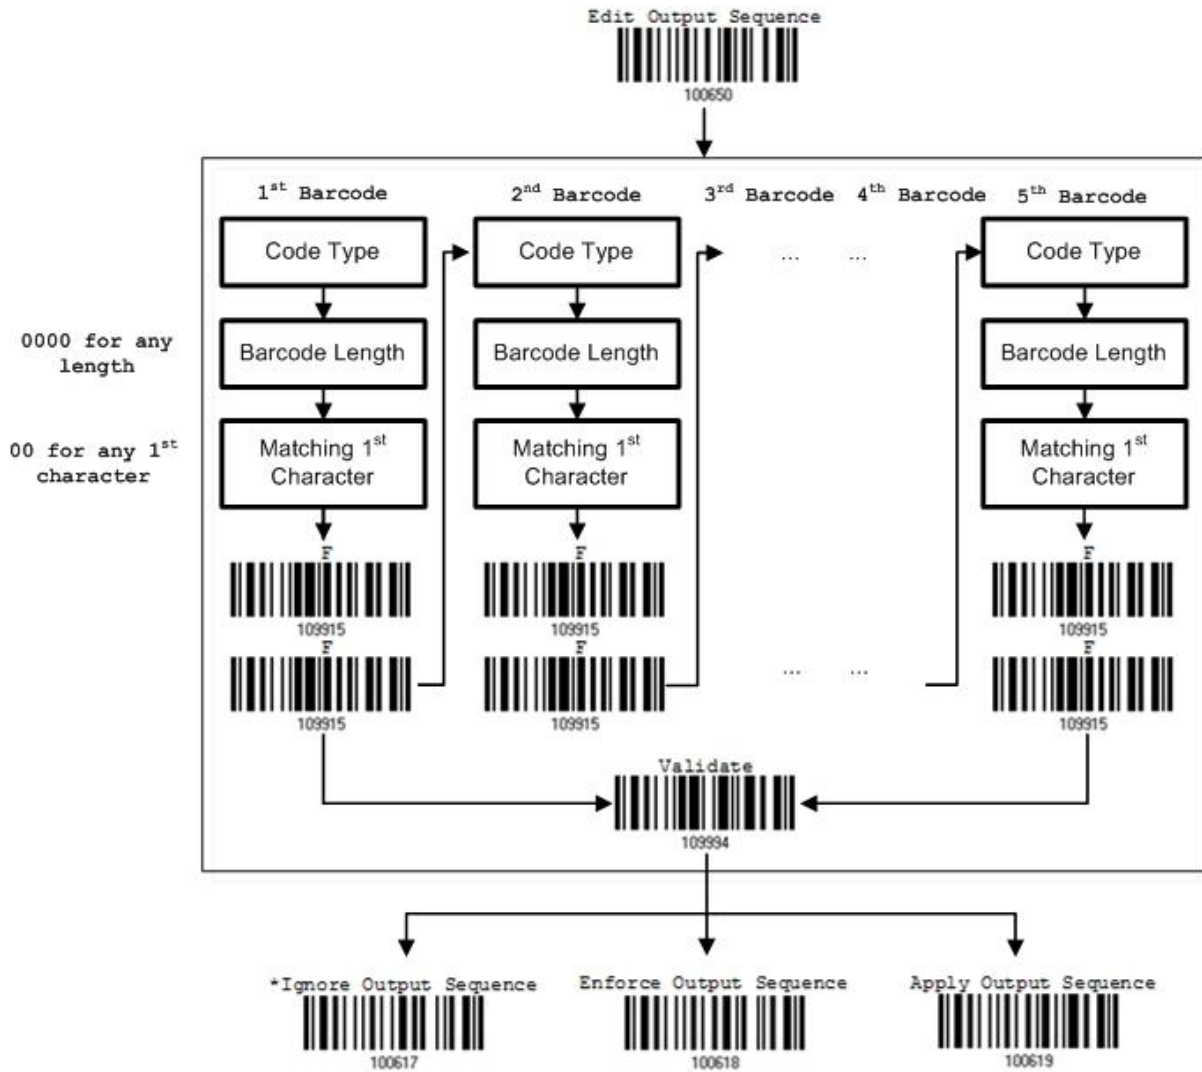 Edit Output Sequence
100650
1st Barcode 2nd Barcode 3rd Barcode 4th Barcode 5th Barcode
Code Type Code Type ... ... Code Type
0000 for any
length
Barcode Length Barcode Length Barcode Length
00 for any 1st
character
Matching 1st
Character
Matching 1st
Character
Matching 1st
Character
F F F
109915 109915 109915
F F F
... ...
109915 109915 109915
Validate
109994
*Ignore Output Sequence Enforce Output Sequence Apply Output Sequence
100617 100618 100619